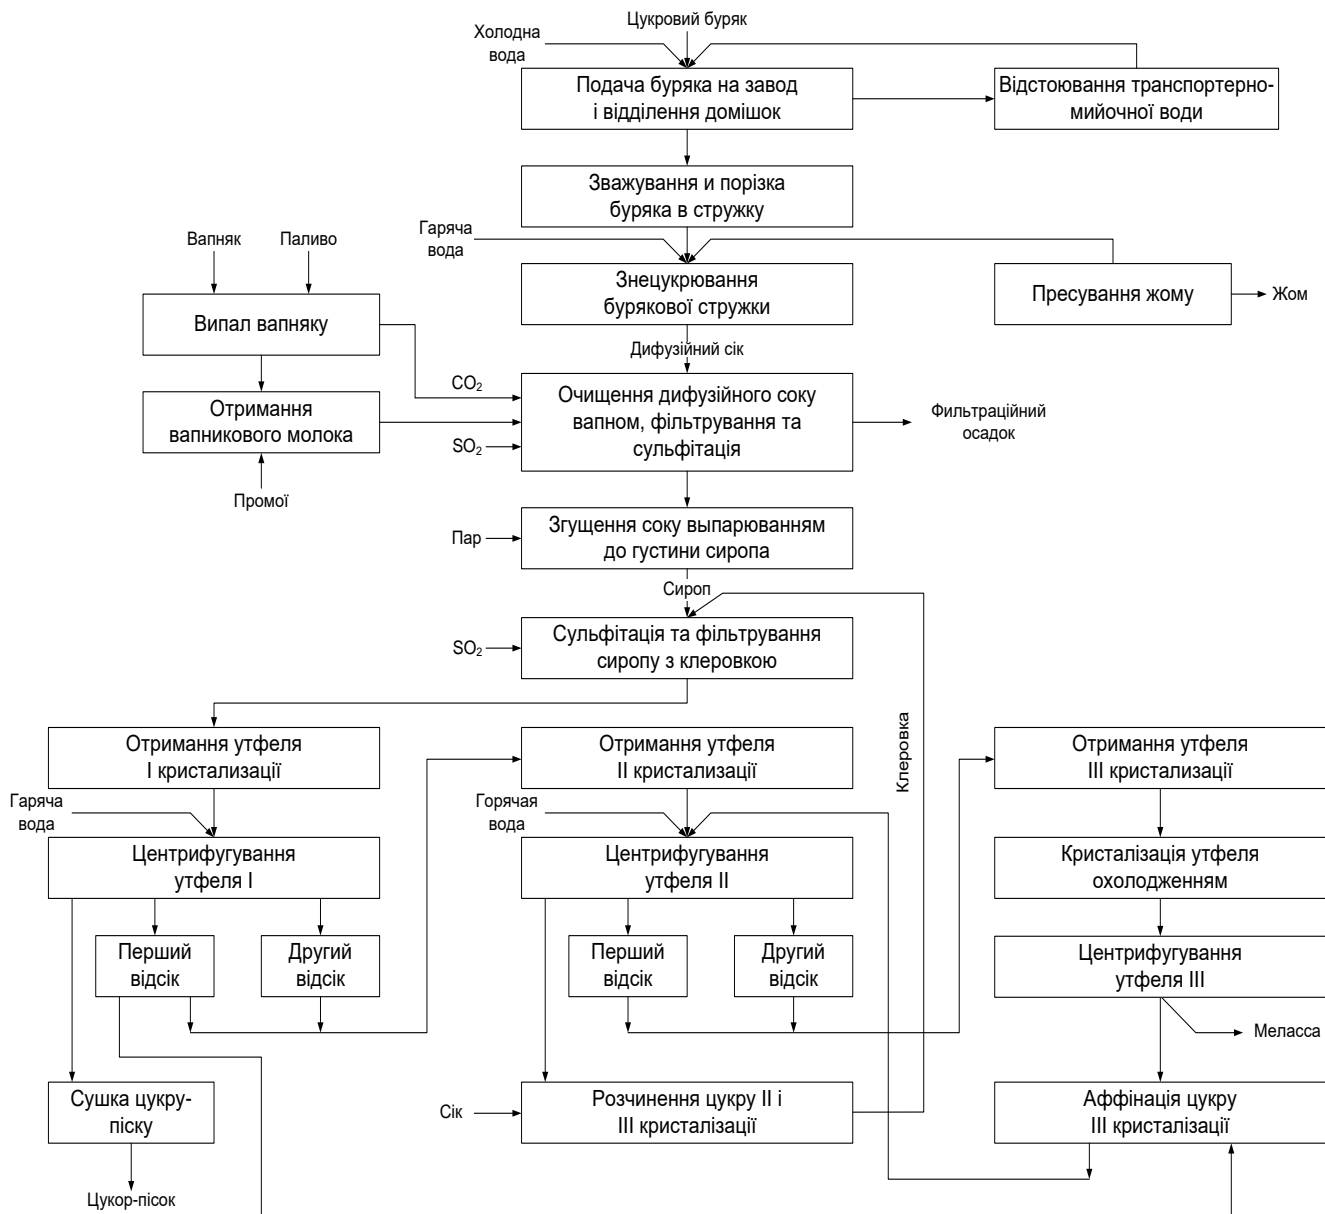 Цукровий буряк
Холодна
вода
Подача буряка на завод
і відділення домішок
Відстоювання транспортерно-
мийочної води
Зважування и порізка
буряка в стружку
Гаряча
вода
Вапняк
Паливо
Знецукрювання
бурякової стружки
Пресування жому
Жом
Випал вапняку
Дифузійний сік
CO2
Очищення дифузійного соку
вапном, фільтрування та
сульфітація
Отримання
вапникового молока
SO2
Фильтраційний
осадок
Промої
Згущення соку выпарюванням
до густини сиропа
Пар
Сироп
Сульфітація та фільтрування
сиропу з клеровкою
SO2
Клеровка
Отримання утфеля
I кристализації
Отримання утфеля
II кристализації
Отримання утфеля
III кристализації
Гаряча
вода
Горячая
вода
Центрифугування
утфеля I
Центрифугування
утфеля II
Кристалізація утфеля
охолодженням
Перший
відсік
Другий
відсік
Перший
відсік
Другий
відсік
Центрифугування
утфеля III
Меласса
Сушка цукру-
піску
Сік
Розчинення цукру II і
III кристалізації
Аффінація цукру
III кристалізації
Цукор-пісок